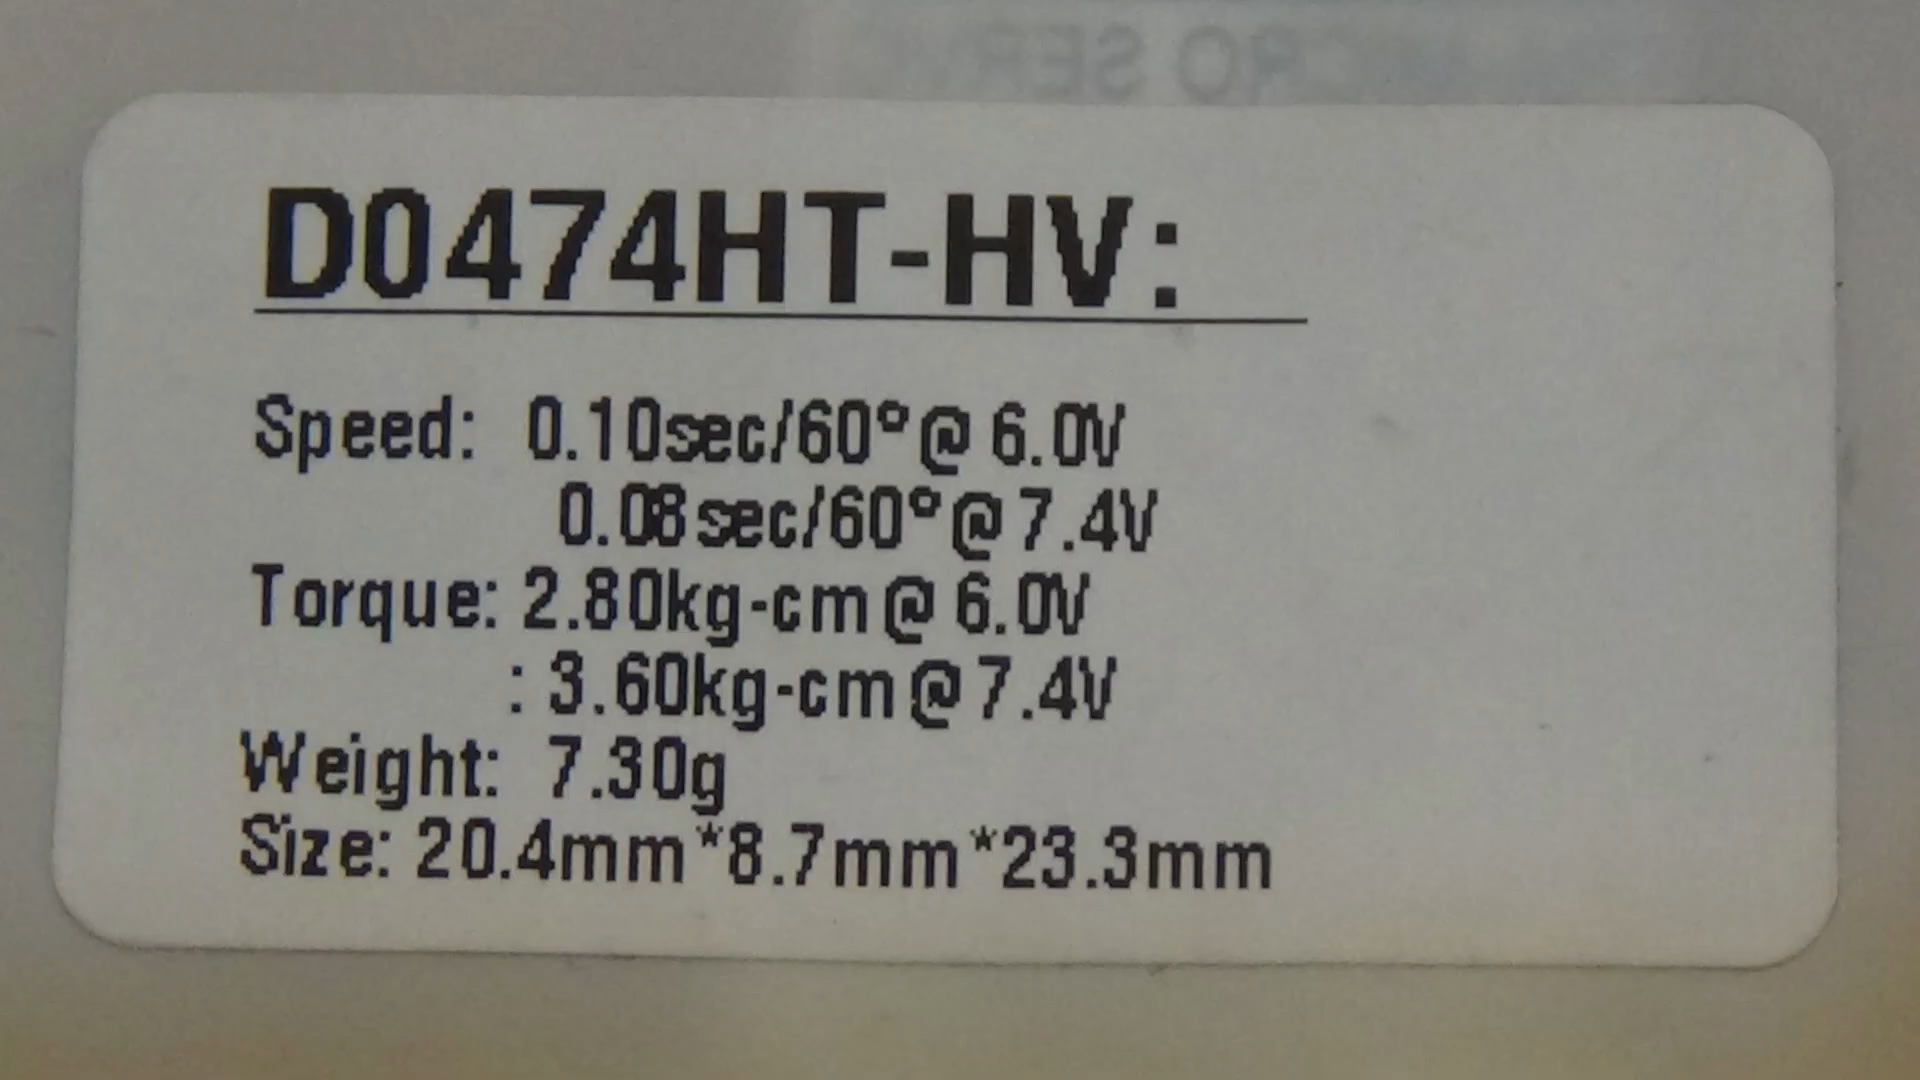 D0474HT-HV:
Speed: 0.10sec/60°@ 6.0V
0.08sec/60°@7.4V
Torque: 2.80kg-cm@ 6.0V
: 3.60kg-cm@7.4V
Weight: 7.30g
Size: 20.4mm*8.7mm*23.3mm